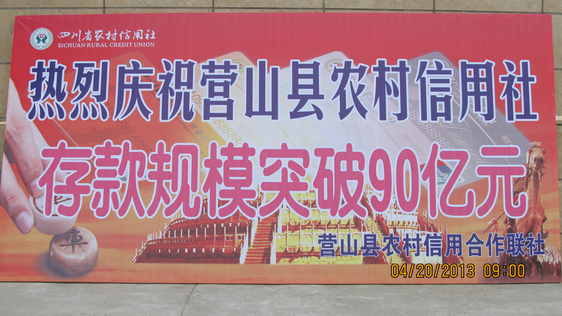 四川省农村信用社
SICHUAN RURAL CREDIT UNION
热烈庆祝营山县农村信用社
存款规模突破90亿元
营山县农村信用合作联社
04/20/2013 09:00
車